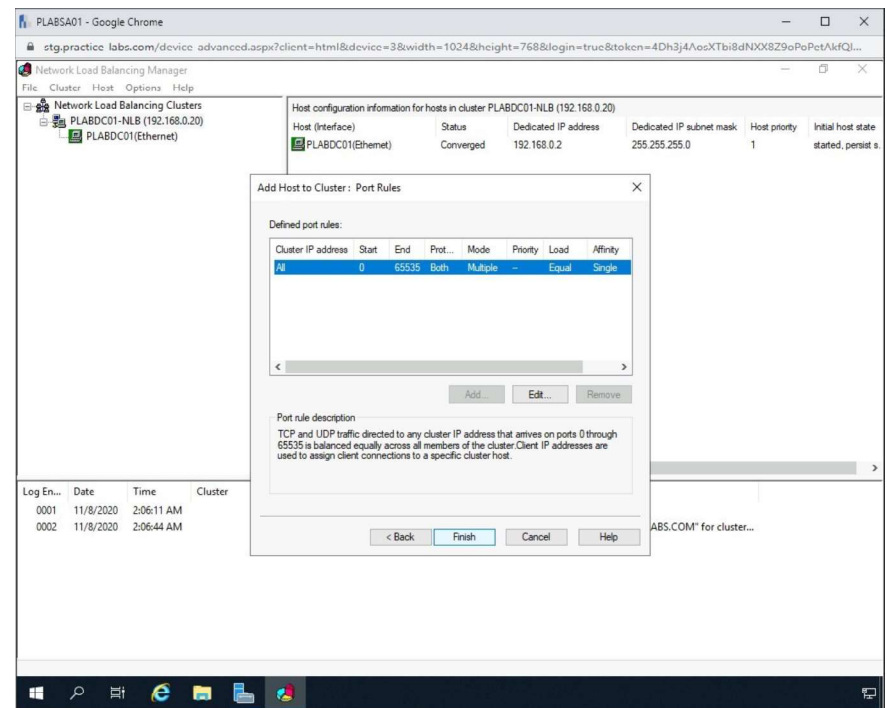 PLABSA01 - Google Chrome
stg.practice-labs.com/device-advanced.aspx?client=html&device=3&width=1024&height=768&login=true&token=
Network Load Balancing Manager
File Cluster Host Options Help
Network Load Balancing Clusters
PLABDC01-NLB (192.168.0.20)
PLABDC01(Ethernet)
Host configuration information for hosts in cluster PLABDC01-NLB (192.168.0.20)
Host (Interface) Status Dedicated IP address Dedicated IP subnet mask Host priority Initial host state
PLABDC01(Ethernet) Converged 192.168.0.2 255.255.255.0 1 started, persist s.
Add Host to Cluster : Port Rules
Defined port rules:
Cluster IP address Start End Prot... Mode Priority Load Affinity
All 0 65535 Both Multiple -- Equal Single
Add... Edit... Remove
Port rule description
TCP and UDP traffic directed to any cluster IP address that arrives on ports 0 through
65535 is balanced equally across all members of the cluster.Client IP addresses are
used to assign client connections to a specific cluster host.
< Back Finish Cancel Help
Log En... Date Time Cluster
0001 11/8/2020 2:06:11 AM
0002 11/8/2020 2:06:44 AM ABS.COM" for cluster...